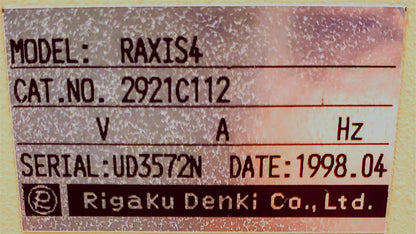 MODEL: RAXIS4
CAT.NO. 2921C112
V A Hz
SERIAL:UD3572N DATE:1998.04
Rigaku Denki Co., Ltd.